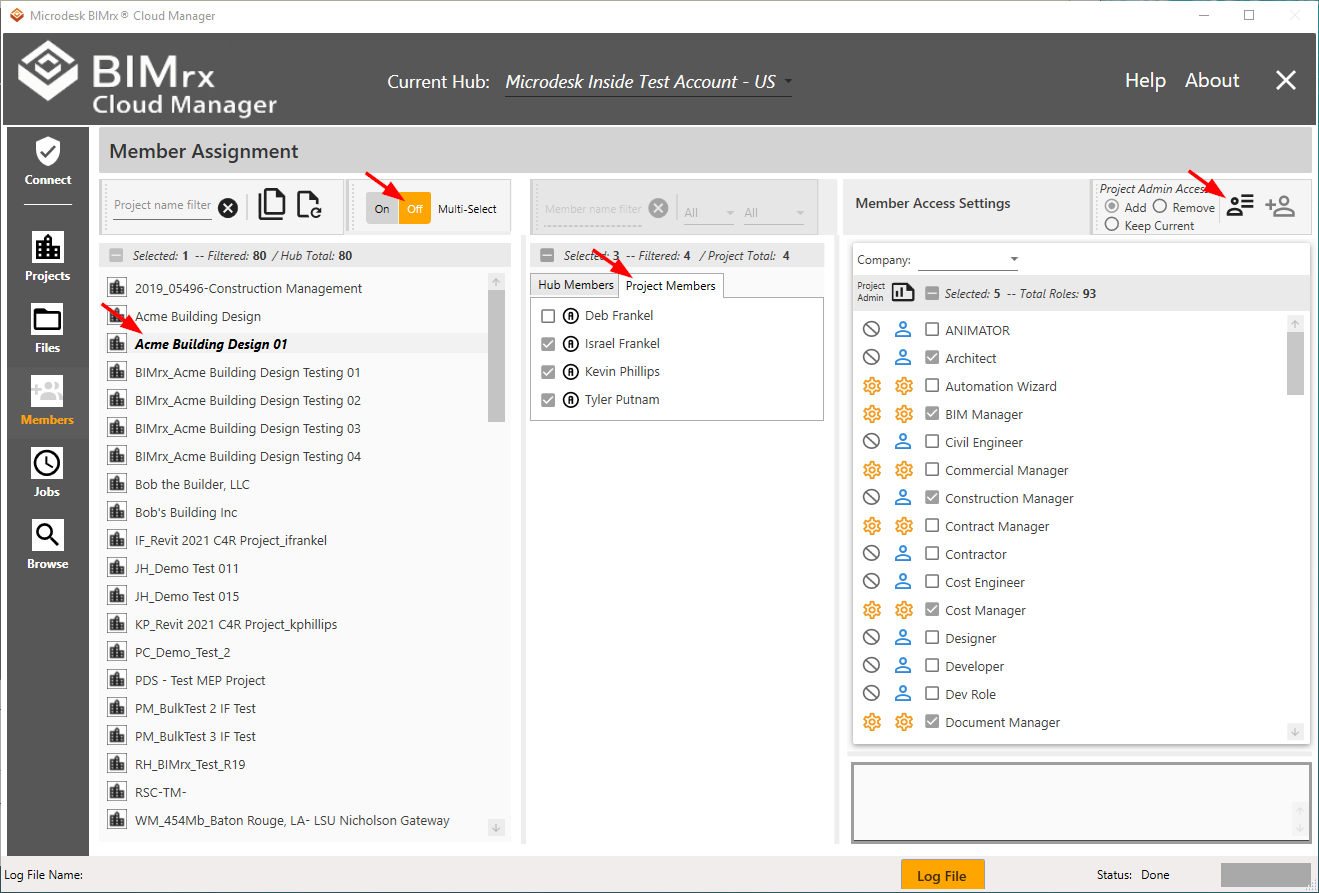 Microdesk BIMrx® Cloud Manager
BIMrx
Cloud Manager
Current Hub: Microdesk Inside Test Account - US
Help About
Connect
Projects
Files
Members
Jobs
Browse
Member Assignment
Project name filter
On Off Multi-Select
Selected: 1 -- Filtered: 80 / Hub Total: 80
2019_05496-Construction Management
Acme Building Design
Acme Building Design 01
BIMrx_Acme Building Design Testing 01
BIMrx_Acme Building Design Testing 02
BIMrx_Acme Building Design Testing 03
BIMrx_Acme Building Design Testing 04
Bob the Builder, LLC
Bob's Building Inc
IF_Revit 2021 C4R Project_ifrankel
JH_Demo Test 011
JH_Demo Test 015
KP_Revit 2021 C4R Project_kphillips
PC_Demo_Test_2
PDS - Test MEP Project
PM_BulkTest 2 IF Test
PM_BulkTest 3 IF Test
RH_BIMrx_Test_R19
RSC-TM-
WM_454Mb_Baton Rouge, LA- LSU Nicholson Gateway
Member name filter All All
Selected: 3 -- Filtered: 4 / Project Total: 4
Hub Members Project Members
Deb Frankel
Israel Frankel
Kevin Phillips
Tyler Putnam
Member Access Settings
Project Admin Access
Add Remove
Keep Current
Company:
Project
Admin
Selected: 5 -- Total Roles: 93
ANIMATOR
Architect
Automation Wizard
BIM Manager
Civil Engineer
Commercial Manager
Construction Manager
Contract Manager
Contractor
Cost Engineer
Cost Manager
Designer
Developer
Dev Role
Document Manager
Log File Name:
Log File
Status: Done